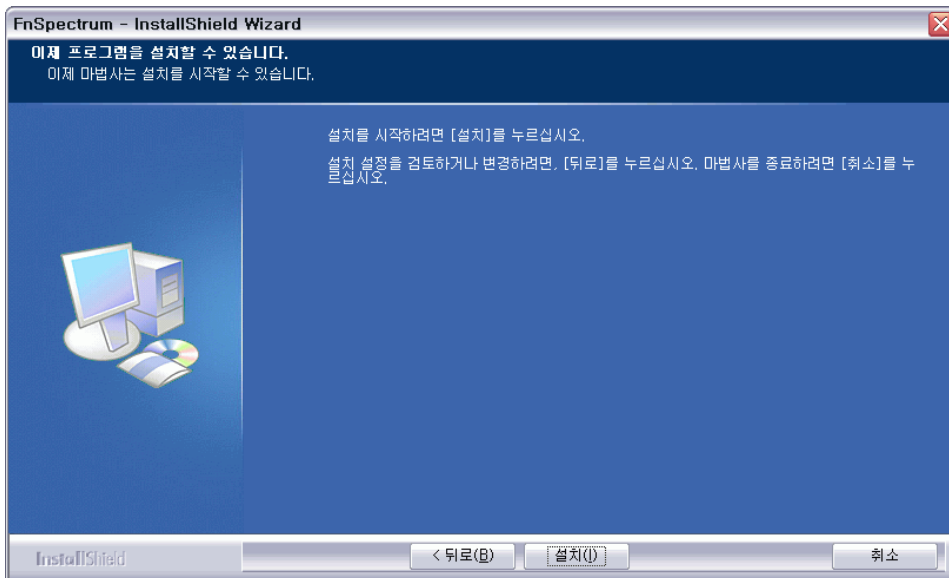 FnSpectrum - InstallShield Wizard
이제 프로그램을 설치할 수 있습니다.
이제 마법사는 설치를 시작할 수 있습니다.
설치를 시작하려면 [설치]를 누르십시오.
설치 설정을 검토하거나 변경하려면, [뒤로]를 누르십시오. 마법사를 종료하려면 [취소]를 누
르십시오.
InstallShield
< 뒤로(B)
설치(I)
취소